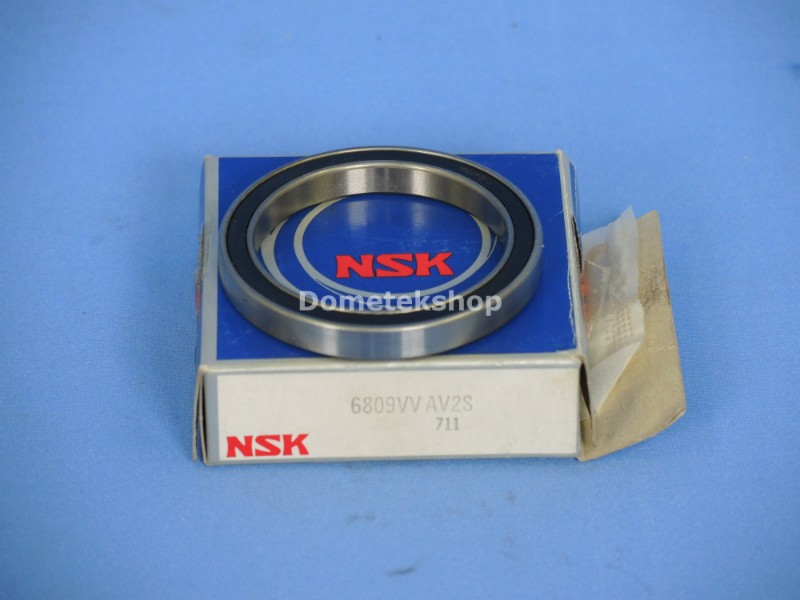 NSK
Dometekshop
6809VV AV2S
711
NSK